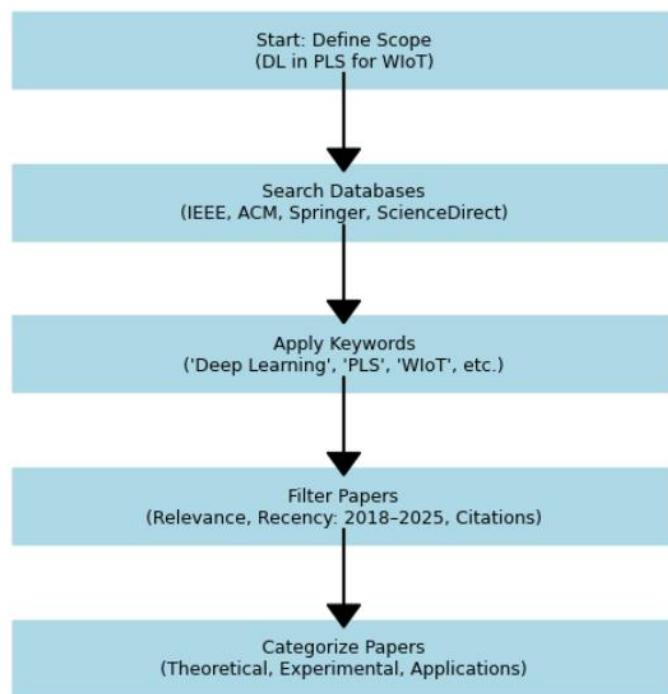 Start: Define Scope
(DL in PLS for WIoT)
Search Databases
(IEEE, ACM, Springer, ScienceDirect)
Apply Keywords
('Deep Learning', 'PLS', 'WIoT', etc.)
Filter Papers
(Relevance, Recency: 2018–2025, Citations)
Categorize Papers
(Theoretical, Experimental, Applications)